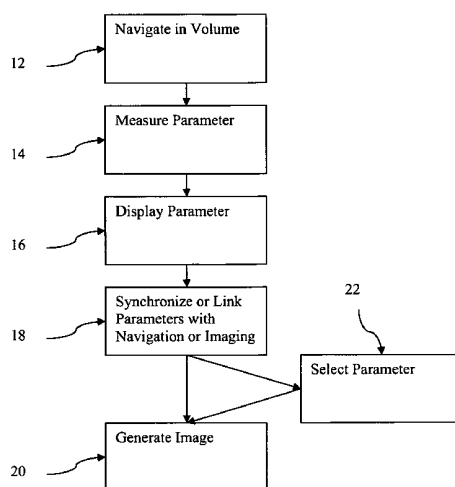 Navigate in Volume
12
Measure Parameter
14
Display Parameter
16
Synchronize or Link
Parameters with
Navigation or Imaging
18
22
Select Parameter
Generate Image
20